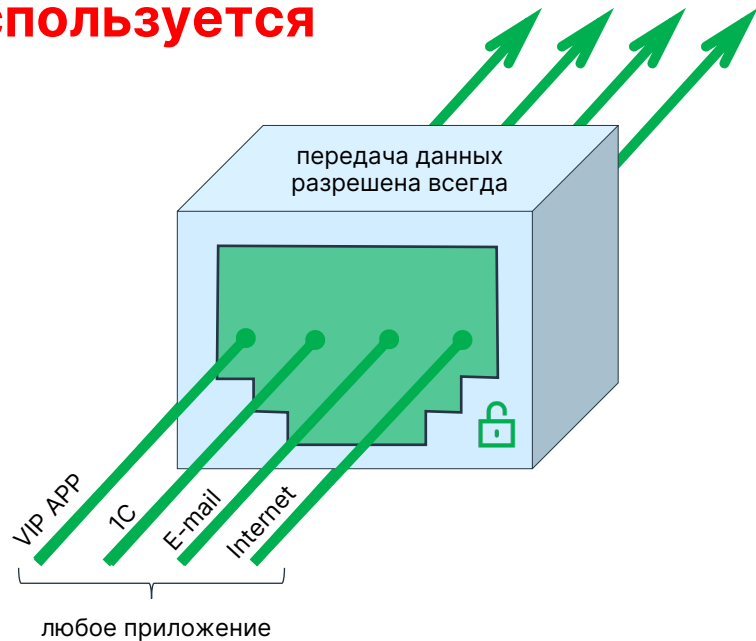 спользуется
передача данных
разрешена всегда
VIP APP
1C
E-mail
Internet
любое приложение